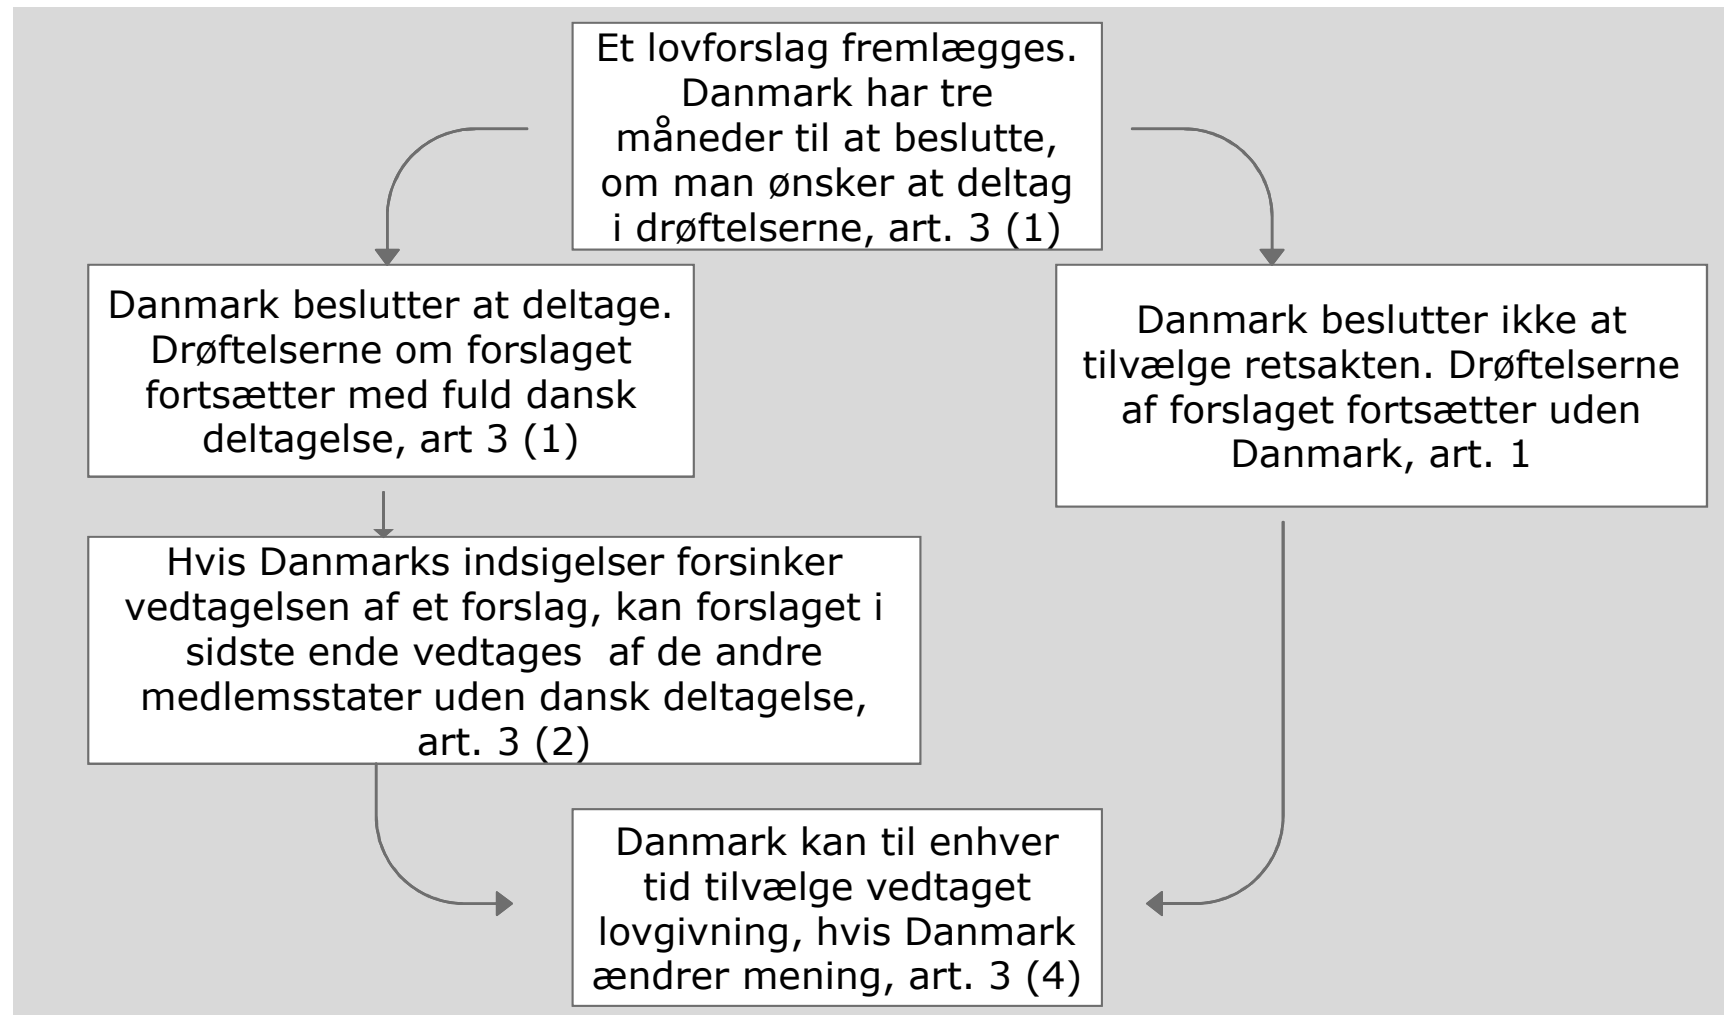 Et lovforslag fremlægges.
Danmark har tre
måneder til at beslutte,
om man ønsker at deltag
i drøftelserne, art. 3 (1)
Danmark beslutter at deltage.
Drøftelserne om forslaget
fortsætter med fuld dansk
deltagelse, art 3 (1)
Danmark beslutter ikke at
tilvælge retsakten. Drøftelserne
af forslaget fortsætter uden
Danmark, art. 1
Hvis Danmarks indsigelser forsinker
vedtagelsen af et forslag, kan forslaget i
sidste ende vedtages  af de andre
medlemsstater uden dansk deltagelse,
art. 3 (2)
Danmark kan til enhver
tid tilvælge vedtaget
lovgivning, hvis Danmark
ændrer mening, art. 3 (4)